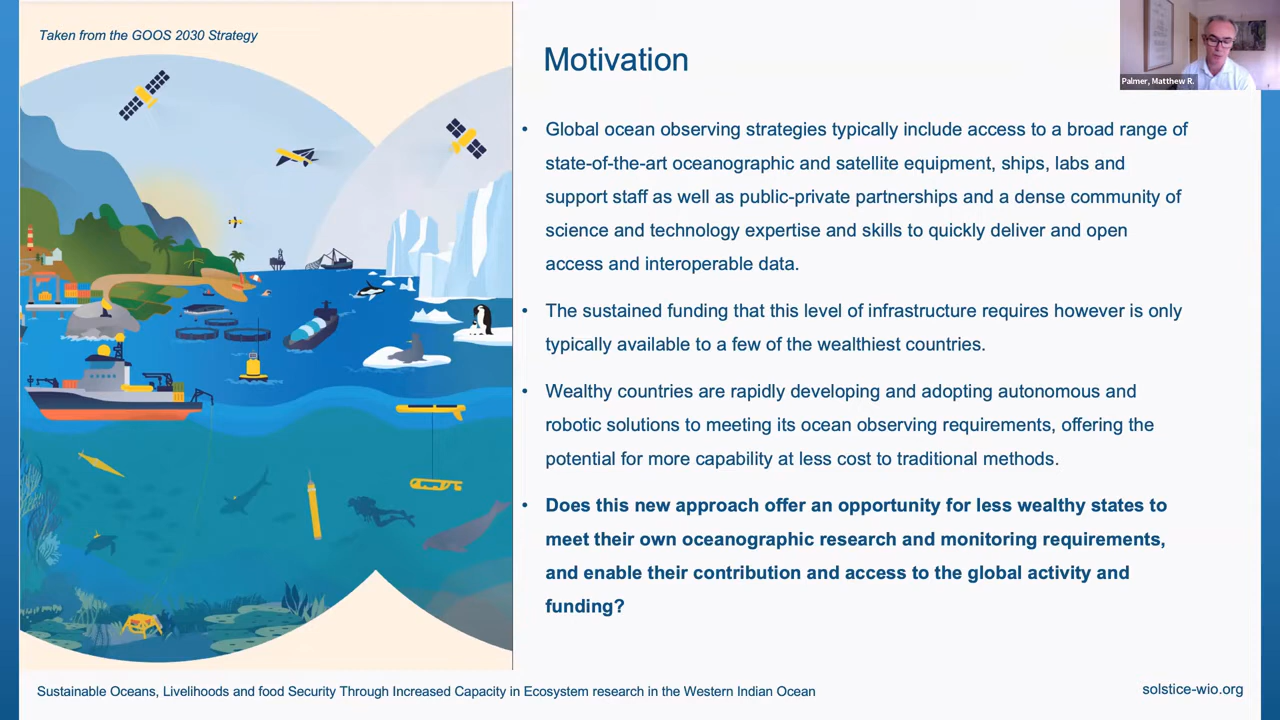 Taken from the GOOS 2030 Strategy
Motivation
Palmer, Matthew R.
• Global ocean observing strategies typically include access to a broad range of
state-of-the-art oceanographic and satellite equipment, ships, labs and
support staff as well as public-private partnerships and a dense community of
science and technology expertise and skills to quickly deliver and open
access and interoperable data.
• The sustained funding that this level of infrastructure requires however is only
typically available to a few of the wealthiest countries.
• Wealthy countries are rapidly developing and adopting autonomous and
robotic solutions to meeting its ocean observing requirements, offering the
potential for more capability at less cost to traditional methods.
• Does this new approach offer an opportunity for less wealthy states to
meet their own oceanographic research and monitoring requirements,
and enable their contribution and access to the global activity and
funding?
Sustainable Oceans, Livelihoods and food Security Through Increased Capacity in Ecosystem research in the Western Indian Ocean
solstice-wio.org